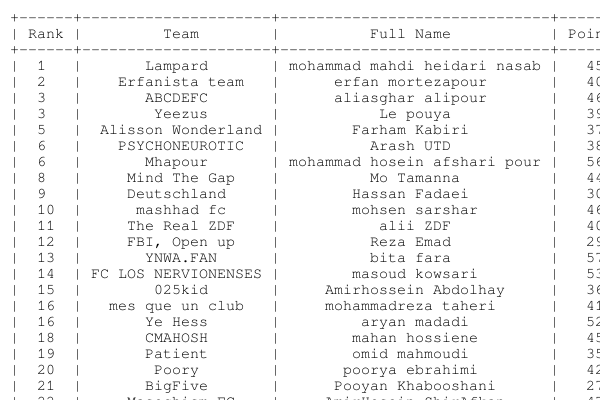 Rank | Team | Full Name |
1 | Lampard | mohammad mahdi heidari nasab | 45
2 | Erfanista team | erfan mortezapour | 40
3 | ABCDEFC | aliasghar alipour | 46
3 | Yeezus | Le pouya | 39
5 | Alisson Wonderland | Farham Kabiri | 37
6 | PSYCHONEUROTIC | Arash UTD | 38
6 | Mhapour | mohammad hosein afshari pour | 56
8 | Mind The Gap | Mo Tamanna | 44
9 | Deutschland | Hassan Fadaei | 30
10 | mashhad fc | mohsen sarshar | 46
11 | The Real ZDF | alii ZDF | 40
12 | FBI, Open up | Reza Emad | 29
13 | YNWA.FAN | bita fara | 57
14 | FC LOS NERVIONENSES | masoud kowsari | 53
15 | 025kid | Amirhossein Abdolhay | 36
16 | mes que un club | mohammadreza taheri | 41
16 | Ye Hess | aryan madadi | 52
18 | CMAHOSH | mahan hossiene | 45
19 | Patient | omid mahmoudi | 35
20 | Poory | poorya ebrahimi | 42
21 | BigFive | Pooyan Khabooshani | 27